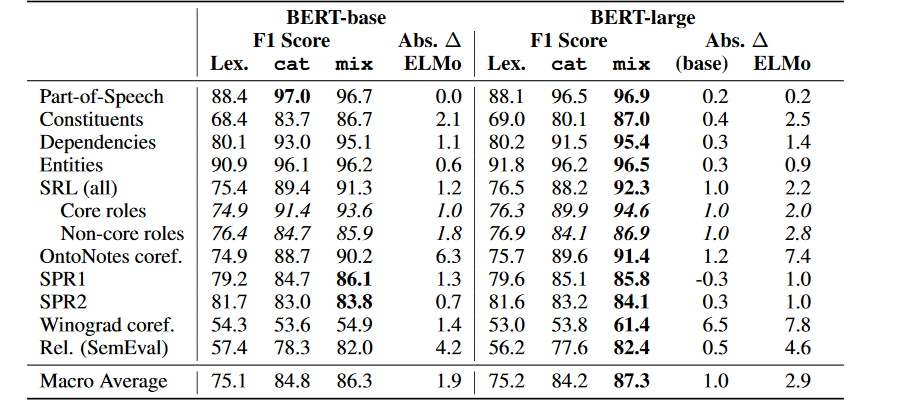 BERT-base BERT-large
F1 Score Abs. Δ F1 Score Abs. Δ
Lex. cat mix ELMo Lex. cat mix (base) ELMo
Part-of-Speech 88.4 97.0 96.7 0.0 88.1 96.5 96.9 0.2 0.2
Constituents 68.4 83.7 86.7 2.1 69.0 80.1 87.0 0.4 2.5
Dependencies 80.1 93.0 95.1 1.1 80.2 91.5 95.4 0.3 1.4
Entities 90.9 96.1 96.2 0.6 91.8 96.2 96.5 0.3 0.9
SRL (all) 75.4 89.4 91.3 1.2 76.5 88.2 92.3 1.0 2.2
Core roles 74.9 91.4 93.6 1.0 76.3 89.9 94.6 1.0 2.0
Non-core roles 76.4 84.7 85.9 1.8 76.9 84.1 86.9 1.0 2.8
OntoNotes coref. 74.9 88.7 90.2 6.3 75.7 89.6 91.4 1.2 7.4
SPR1 79.2 84.7 86.1 1.3 79.6 85.1 85.8 -0.3 1.0
SPR2 81.7 83.0 83.8 0.7 81.6 83.2 84.1 0.3 1.0
Winograd coref. 54.3 53.6 54.9 1.4 53.0 53.8 61.4 6.5 7.8
Rel. (SemEval) 57.4 78.3 82.0 4.2 56.2 77.6 82.4 0.5 4.6
Macro Average 75.1 84.8 86.3 1.9 75.2 84.2 87.3 1.0 2.9